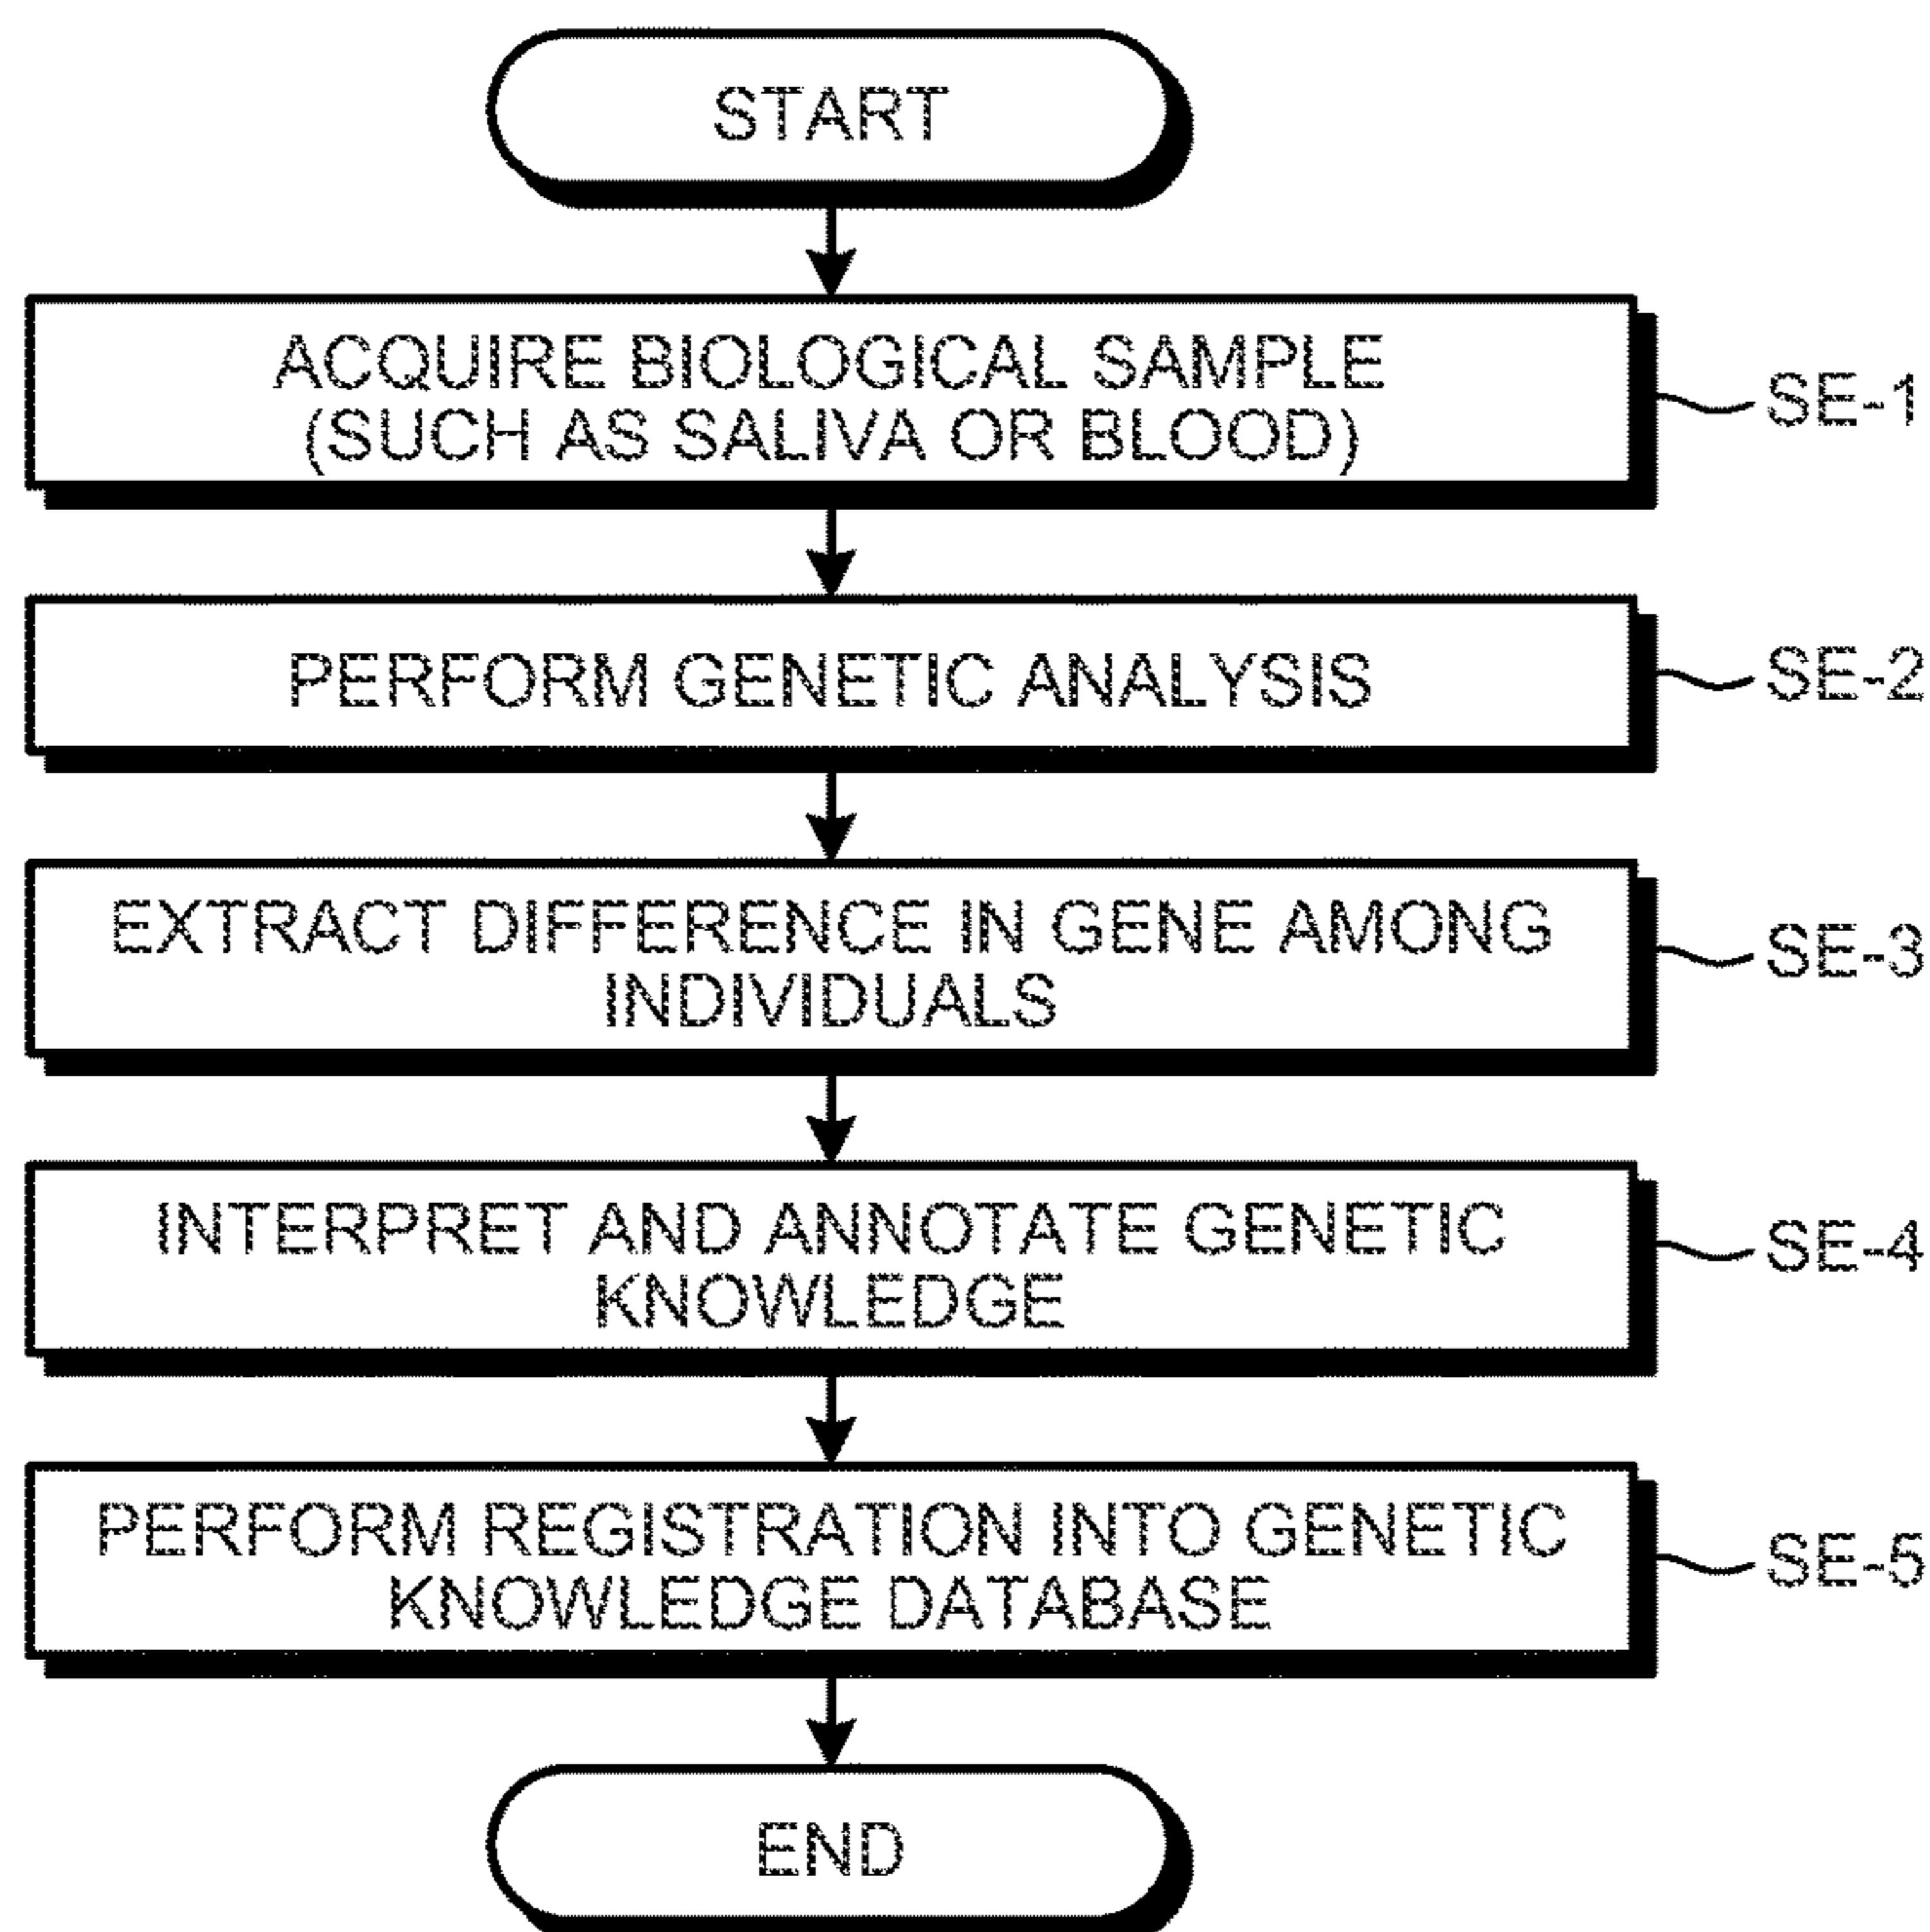 START
ACQUIRE BIOLOGICAL SAMPLE
(SUCH AS SALIVA OR BLOOD)
SE-1
PERFORM GENETIC ANALYSIS
SE-2
EXTRACT DIFFERENCE IN GENE AMONG
INDIVIDUALS
SE-3
INTERPRET AND ANNOTATE GENETIC
KNOWLEDGE
SE-4
PERFORM REGISTRATION INTO GENETIC
KNOWLEDGE DATABASE
SE-5
END